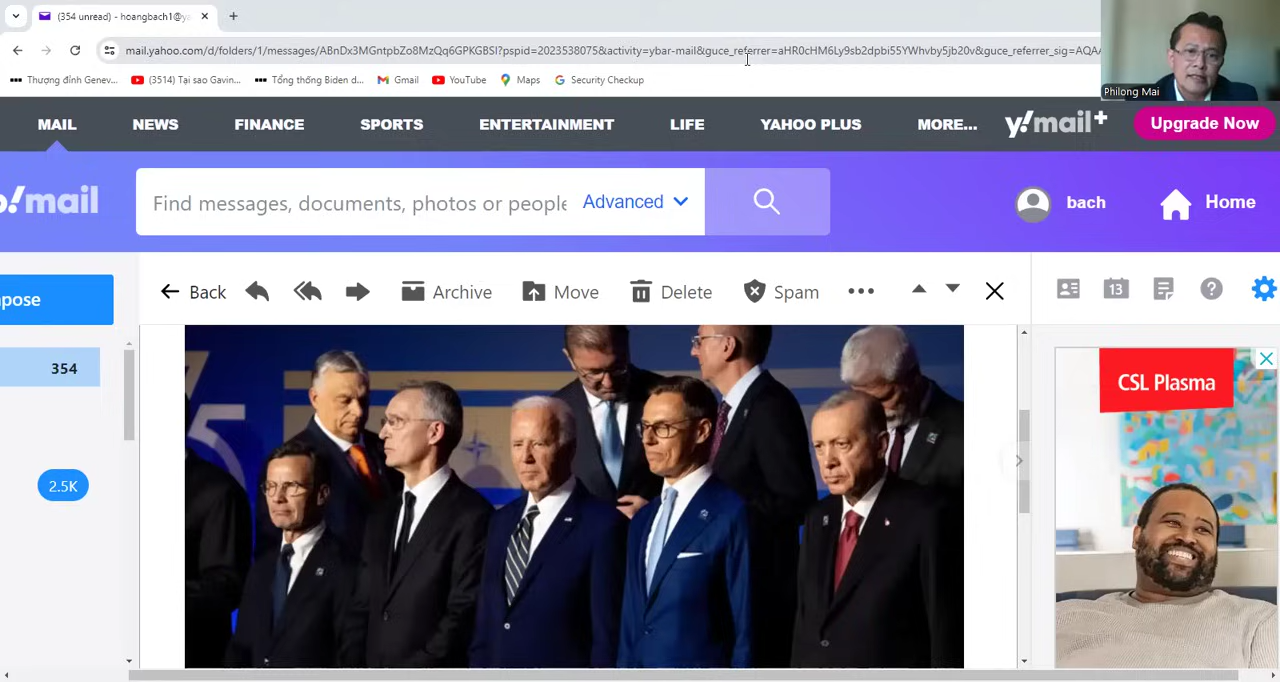 (354 unread) - hoangbach1@ya
mail.yahoo.com/d/folders/1/messages/ABnDx3MGntpbZo8MzQq6GPKGBSI?pspid=2023538075&activity=ybar-mail&guce_referrer=aHR0cHM6Ly9sb2dpbi55YWhvby5jb20v&guce_referrer_sig=AQAA
Thượng đỉnh Genev... (3514) Tại sao Gavin... Tổng thống Biden d... Gmail YouTube Maps Security Checkup
Philong Mai
MAIL NEWS FINANCE SPORTS ENTERTAINMENT LIFE YAHOO PLUS MORE... y!mail+ Upgrade Now
o!mail Find messages, documents, photos or people Advanced bach Home
pose
Back Archive Move Delete Spam ••• 13
354
2.5K
CSL Plasma